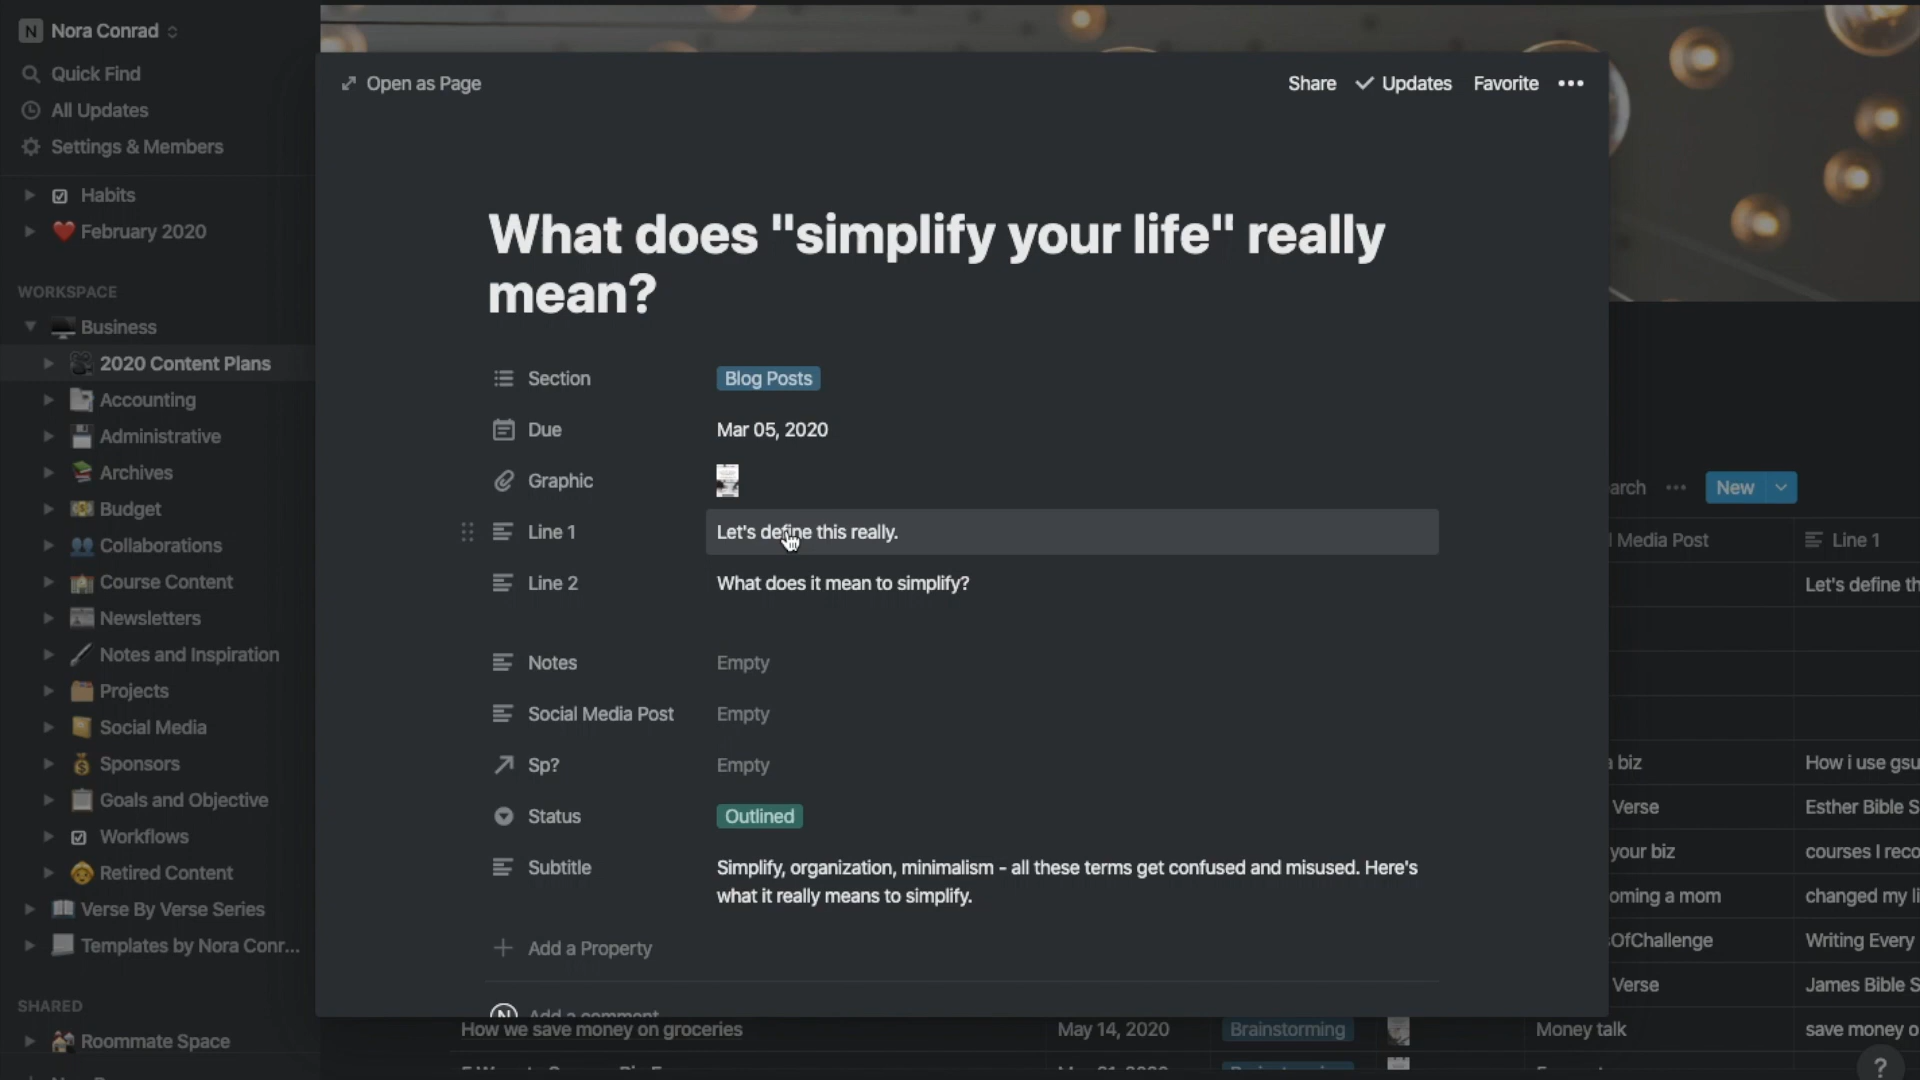 N Nora Conrad
Quick Find
All Updates
Settings & Members
Habits
February 2020
WORKSPACE
Business
2020 Content Plans
Accounting
Administrative
Archives
Budget
Collaborations
Course Content
Newsletters
Notes and Inspiration
Projects
Social Media
Sponsors
Goals and Objective
Workflows
Retired Content
Verse By Verse Series
Templates by Nora Conr...
SHARED
Roommate Space
Open as Page
Share Updates Favorite
What does "simplify your life" really
mean?
Section Blog Posts
Due Mar 05, 2020
Graphic
Line 1 Let's define this really.
Line 2 What does it mean to simplify?
Notes Empty
Social Media Post Empty
Sp? Empty
Status Outlined
Subtitle Simplify, organization, minimalism - all these terms get confused and misused. Here's
what it really means to simplify.
Add a Property
N Add a comment
How we save money on groceries May 14, 2020 Brainstorming Money talk save money o
arch New
Media Post Line 1
Let's define th
biz How i use gsu
Verse Esther Bible S
your biz courses I reco
oming a mom changed my li
OfChallenge Writing Every
Verse James Bible S
?